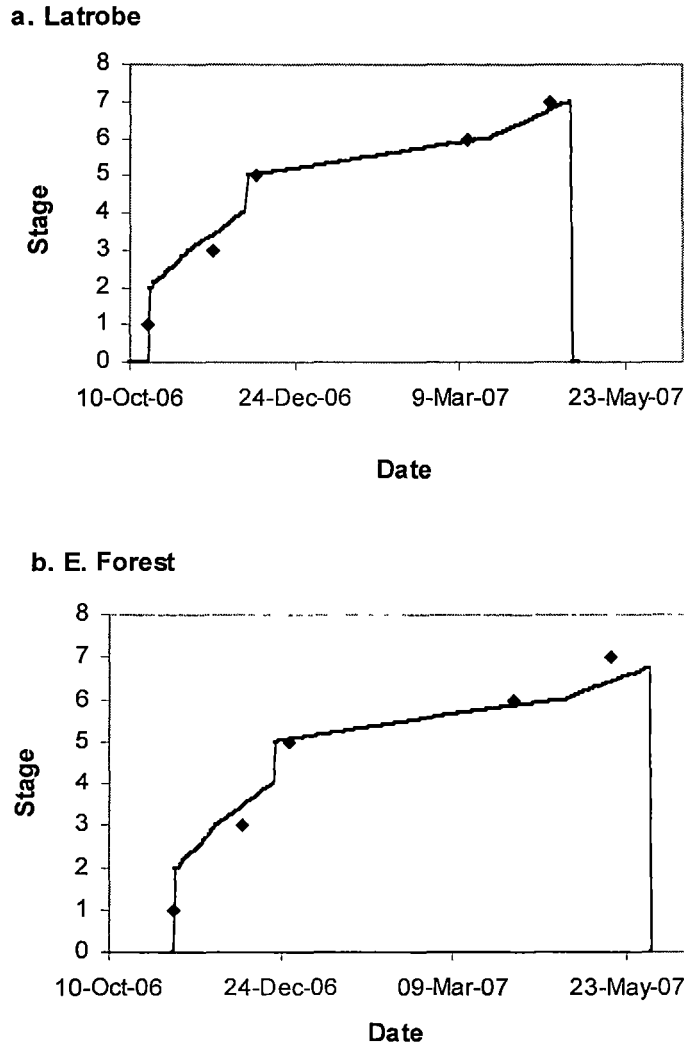 a. Latrobe
8
7
6
5
4
3
2
1
0
Stage
10-Oct-06 24-Dec-06 9-Mar-07 23-May-07
Date
b. E. Forest
8
7
6
5
4
3
2
1
0
Stage
10-Oct-06 24-Dec-06 09-Mar-07 23-May-07
Date